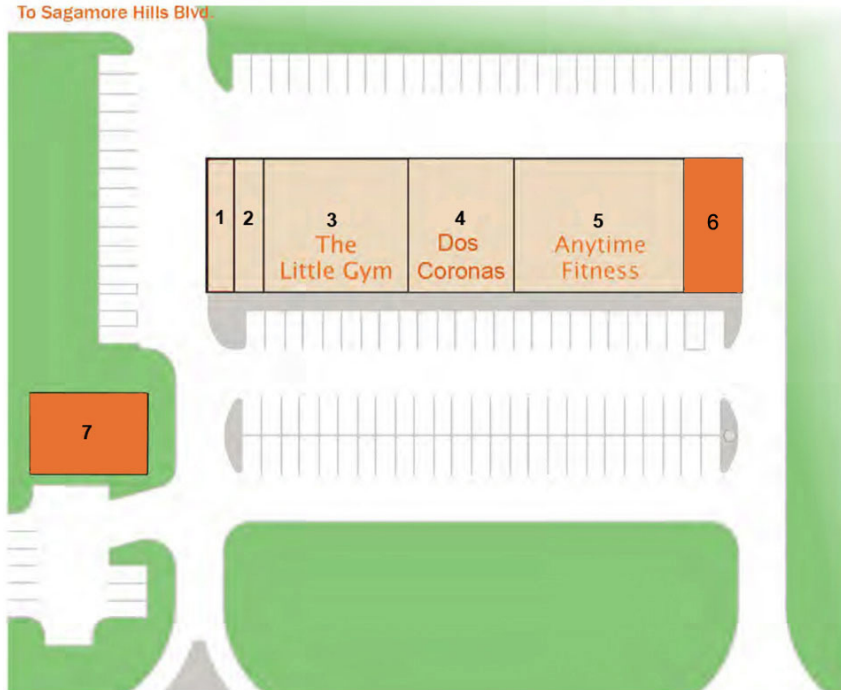 To Sagamore Hills Blvd.
1
2
3
The
Little Gym
4
Dos
Coronas
5
Anytime
Fitness
6
7